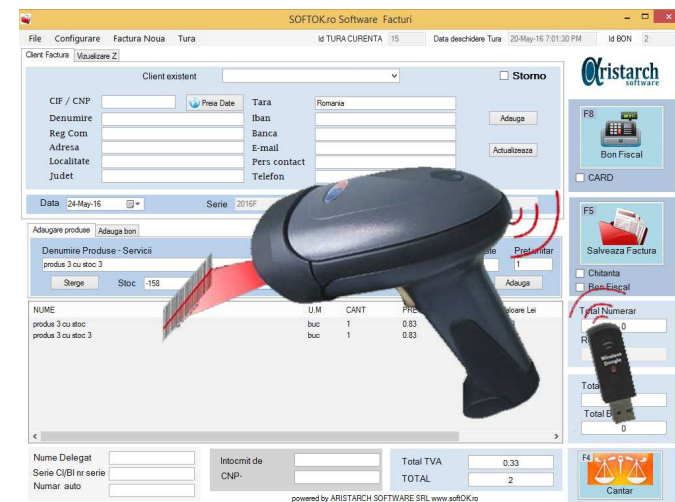 SOFTOK.ro Software Facturi
File Configurare Factura Noua Tura Id TURA CURENTA 15 Data deschidere Tura 20-May-16 7:01:30 PM Id BON 2
Client Factura Vizualizare Z
Client existent Storno
Aristarch
software
CIF / CNP Preia Date Tara Romania
Denumire Iban Adauga
Reg Com Banca
Adresa E-mail Actualizeaza
Localitate Pers contact
Judet Telefon
F8
Bon Fiscal
CARD
Data 24-May-16 Serie 2016F
Adaugare produse Adauga bon
Denumire Produse - Servicii Pret unitar
produs 3 cu stoc 3 1
Sterge Stoc -158 Adauga
F5
Salveaza Factura
Chitanta
Bon Fiscal
NUME U.M CANT Valoare Lei
produs 3 cu stoc buc 1 0.83
produs 3 cu stoc 3 buc 1 0.83
Total Numerar
0
Wireless
Dongle
0
Nume Delegat
Serie CI/BI nr serie
Numar auto
Intocmit de
CNP-
Total TVA 0.33
TOTAL 2
F4
Cantar
powered by ARISTARCH SOFTWARE SRL www.softOK.ro